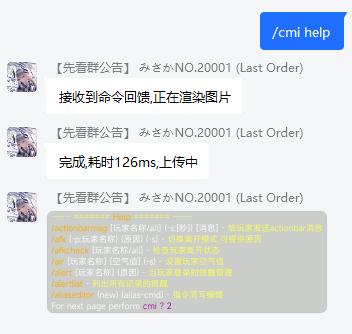 /cmi help
【先看群公告】 みさかNO.20001 (Last Order)
接收到命令回馈,正在渲染图片
【先看群公告】 みさかNO.20001 (Last Order)
完成,耗时126ms,上传中
【先看群公告】 みさかNO.20001 (Last Order)
------- ======= Help ======= -------
/actionbarmsg [玩家名称/all] (-s:[秒]) [消息] - 给玩家发送actionbar消息
/afk (-p:玩家名称) (原因) (-s) - 切换离开模式,可提供原因
/afkcheck [玩家名称/all] - 检查玩家离开状态
/air [玩家名称] [空气值] (-s) - 设置玩家空气值
/alert [玩家名称] (原因) - 当玩家登录的提醒管理
/alertlist - 列出所有记录的提醒
/aliaseditor (new) (alias-cmd) - 指令简写编辑
For next page perform cmi ? 2